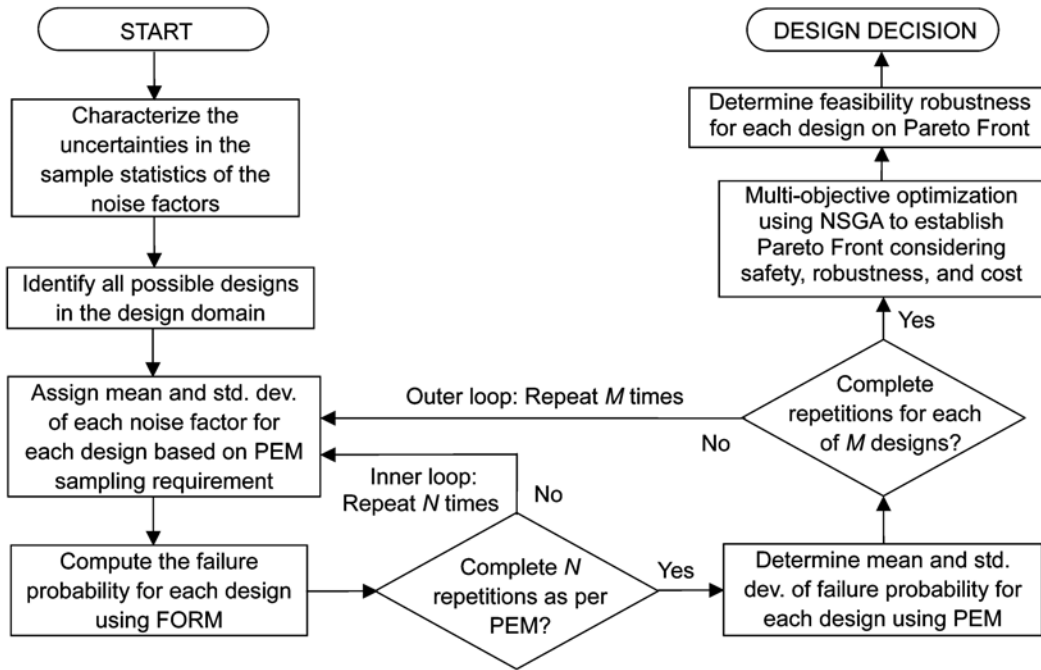 START
Characterize the
uncertainties in the
sample statistics of the
noise factors
Identify all possible designs
in the design domain
Assign mean and std. dev.
of each noise factor for
each design based on PEM
sampling requirement
Compute the failure
probability for each design
using FORM
Inner loop:
Repeat N times
No
Complete N
repetitions as per
PEM?
Yes
Determine mean and std.
dev. of failure probability for
each design using PEM
Outer loop: Repeat M times
No
Complete
repetitions for each
of M designs?
Yes
Multi-objective optimization
using NSGA to establish
Pareto Front considering
safety, robustness, and cost
Determine feasibility robustness
for each design on Pareto Front
DESIGN DECISION